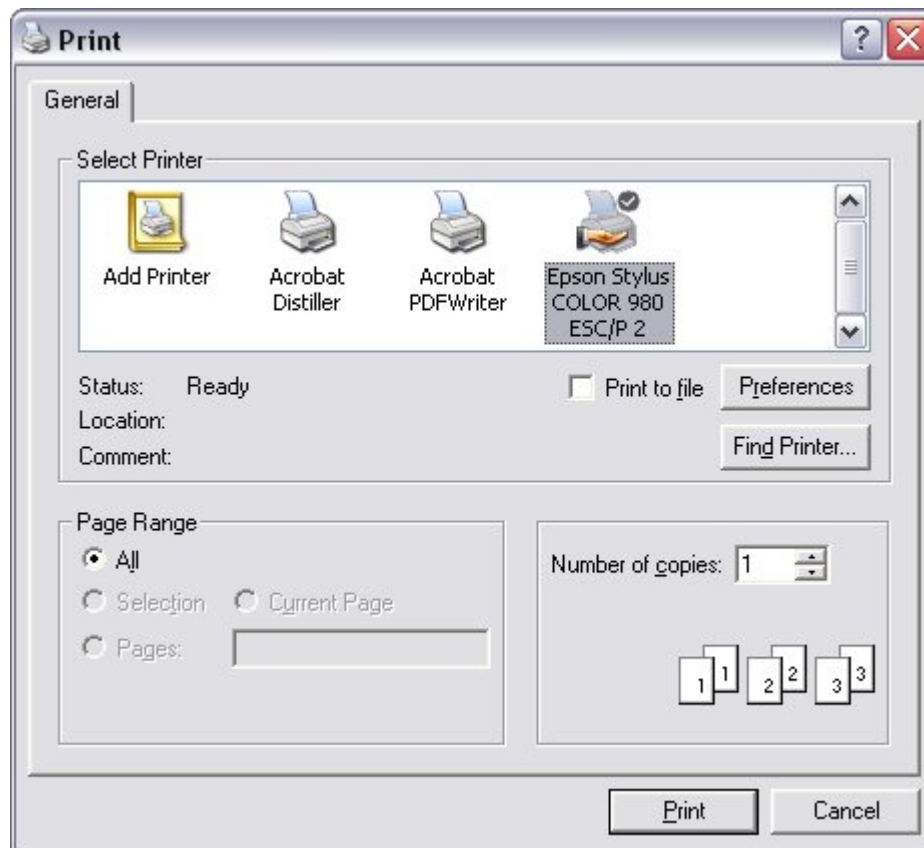 Print
General
Select Printer
Add Printer
Acrobat
Distiller
Acrobat
PDFWriter
Epson Stylus
COLOR 980
ESC/P 2
Status: Ready
Location:
Comment:
Print to file
Preferences
Find Printer...
Page Range
All
Selection Current Page
Pages:
Number of copies: 1
1 1 2 2 3 3
Print Cancel